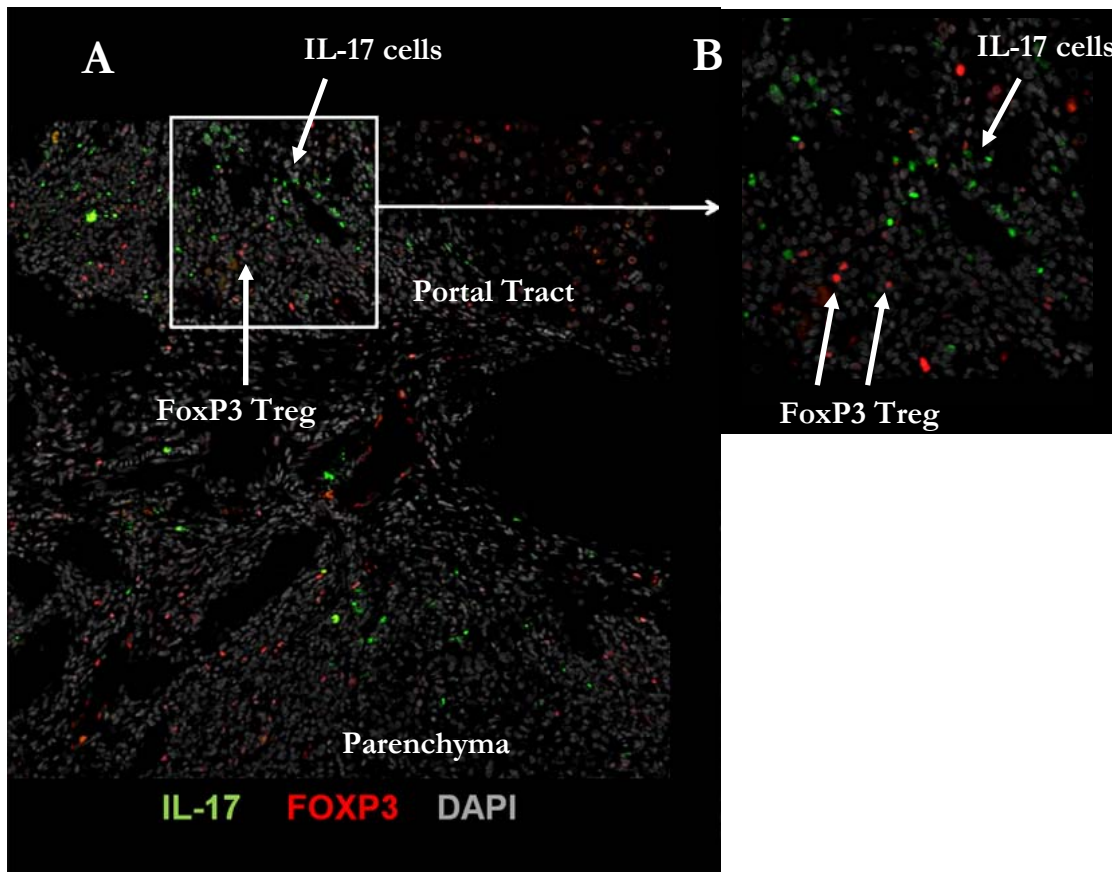 A
IL-17 cells
Portal Tract
FoxP3 Treg
Parenchyma
IL-17 FOXP3 DAPI
B
IL-17 cells
FoxP3 Treg